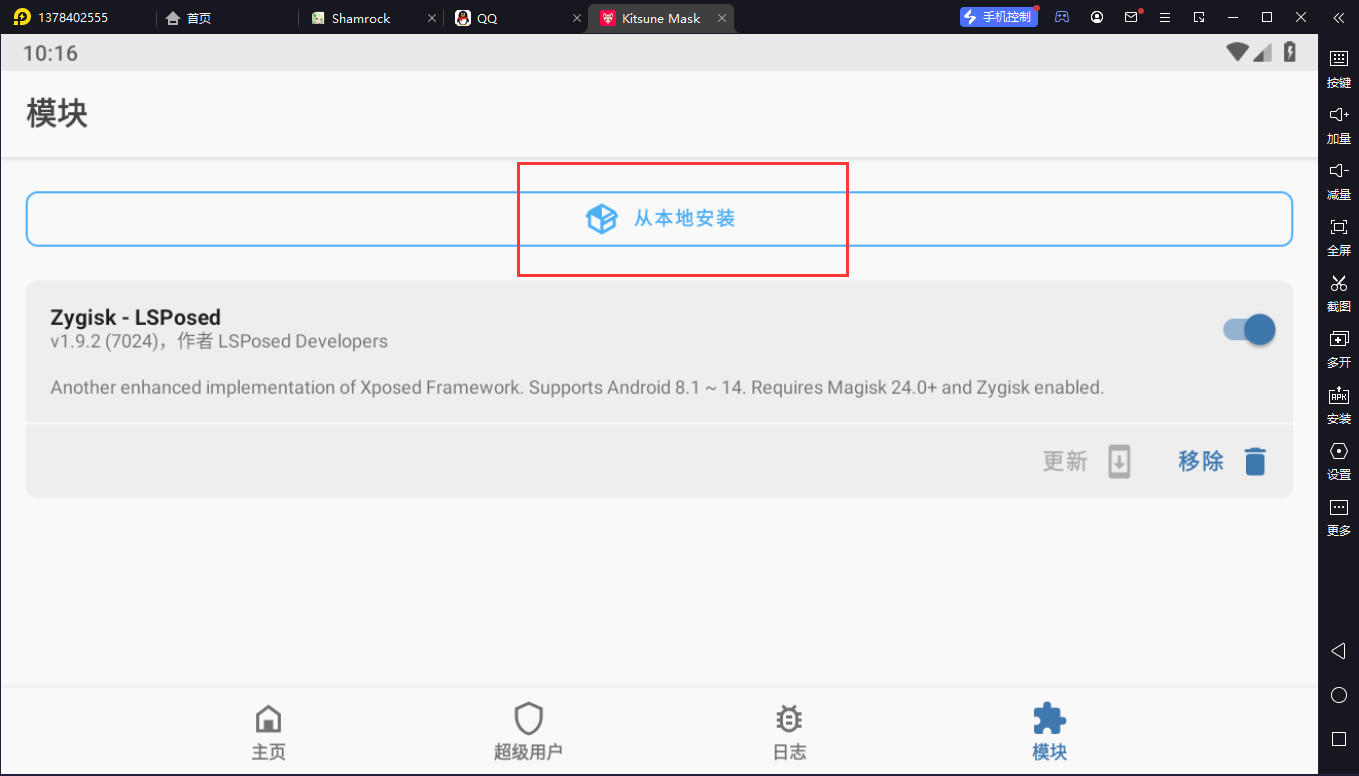 1378402555
首页
Shamrock
QQ
Kitsune Mask
手机控制
10:16
模块
从本地安装
Zygisk - LSPosed
v1.9.2 (7024)，作者 LSPosed Developers
Another enhanced implementation of Xposed Framework. Supports Android 8.1 ~ 14. Requires Magisk 24.0+ and Zygisk enabled.
更新
移除
主页
超级用户
日志
模块
按键
加量
减量
全屏
截图
多开
APK
安装
设置
更多